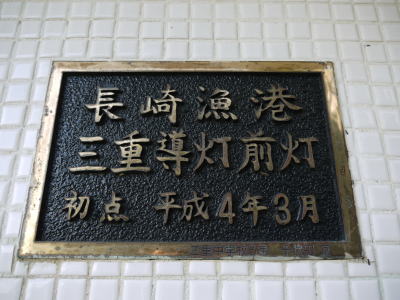 長崎漁港
三重導灯前灯
初点 平成4年3月